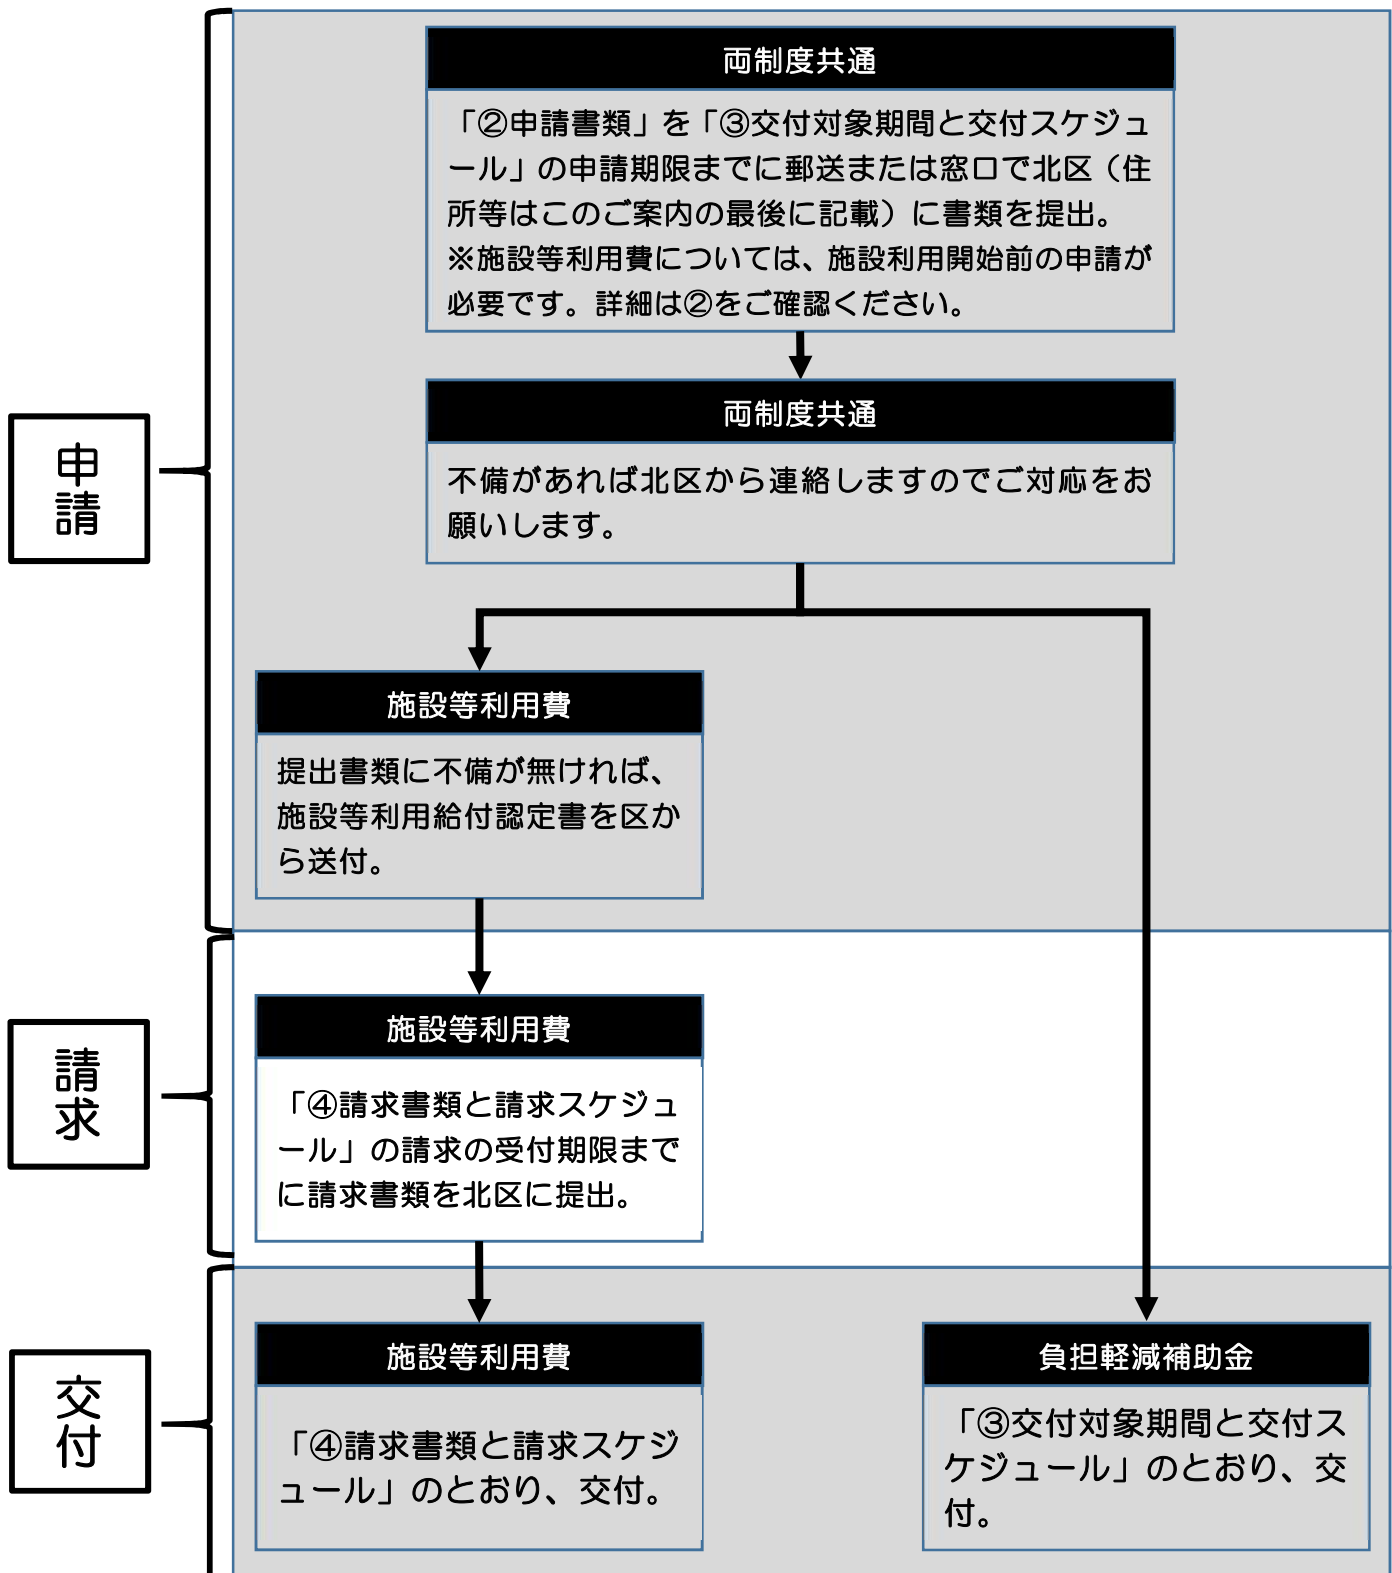 両制度共通
「②申請書類」を「③交付対象期間と交付スケジュ
ール」の申請期限までに郵送または窓口で北区（住
所等はこのご案内の最後に記載）に書類を提出。
※施設等利用費については、施設利用開始前の申請が
必要です。詳細は②をご確認ください。
両制度共通
不備があれば北区から連絡しますのでご対応をお
願いします。
申
請
施設等利用費
提出書類に不備が無ければ、
施設等利用給付認定書を区か
ら送付。
請
求
施設等利用費
「④請求書類と請求スケジュ
ール」の請求の受付期限まで
に請求書類を北区に提出。
交
付
施設等利用費
「④請求書類と請求スケジ
ュール」のとおり、交付。
負担軽減補助金
「③交付対象期間と交付ス
ケジュール」のとおり、交
付。